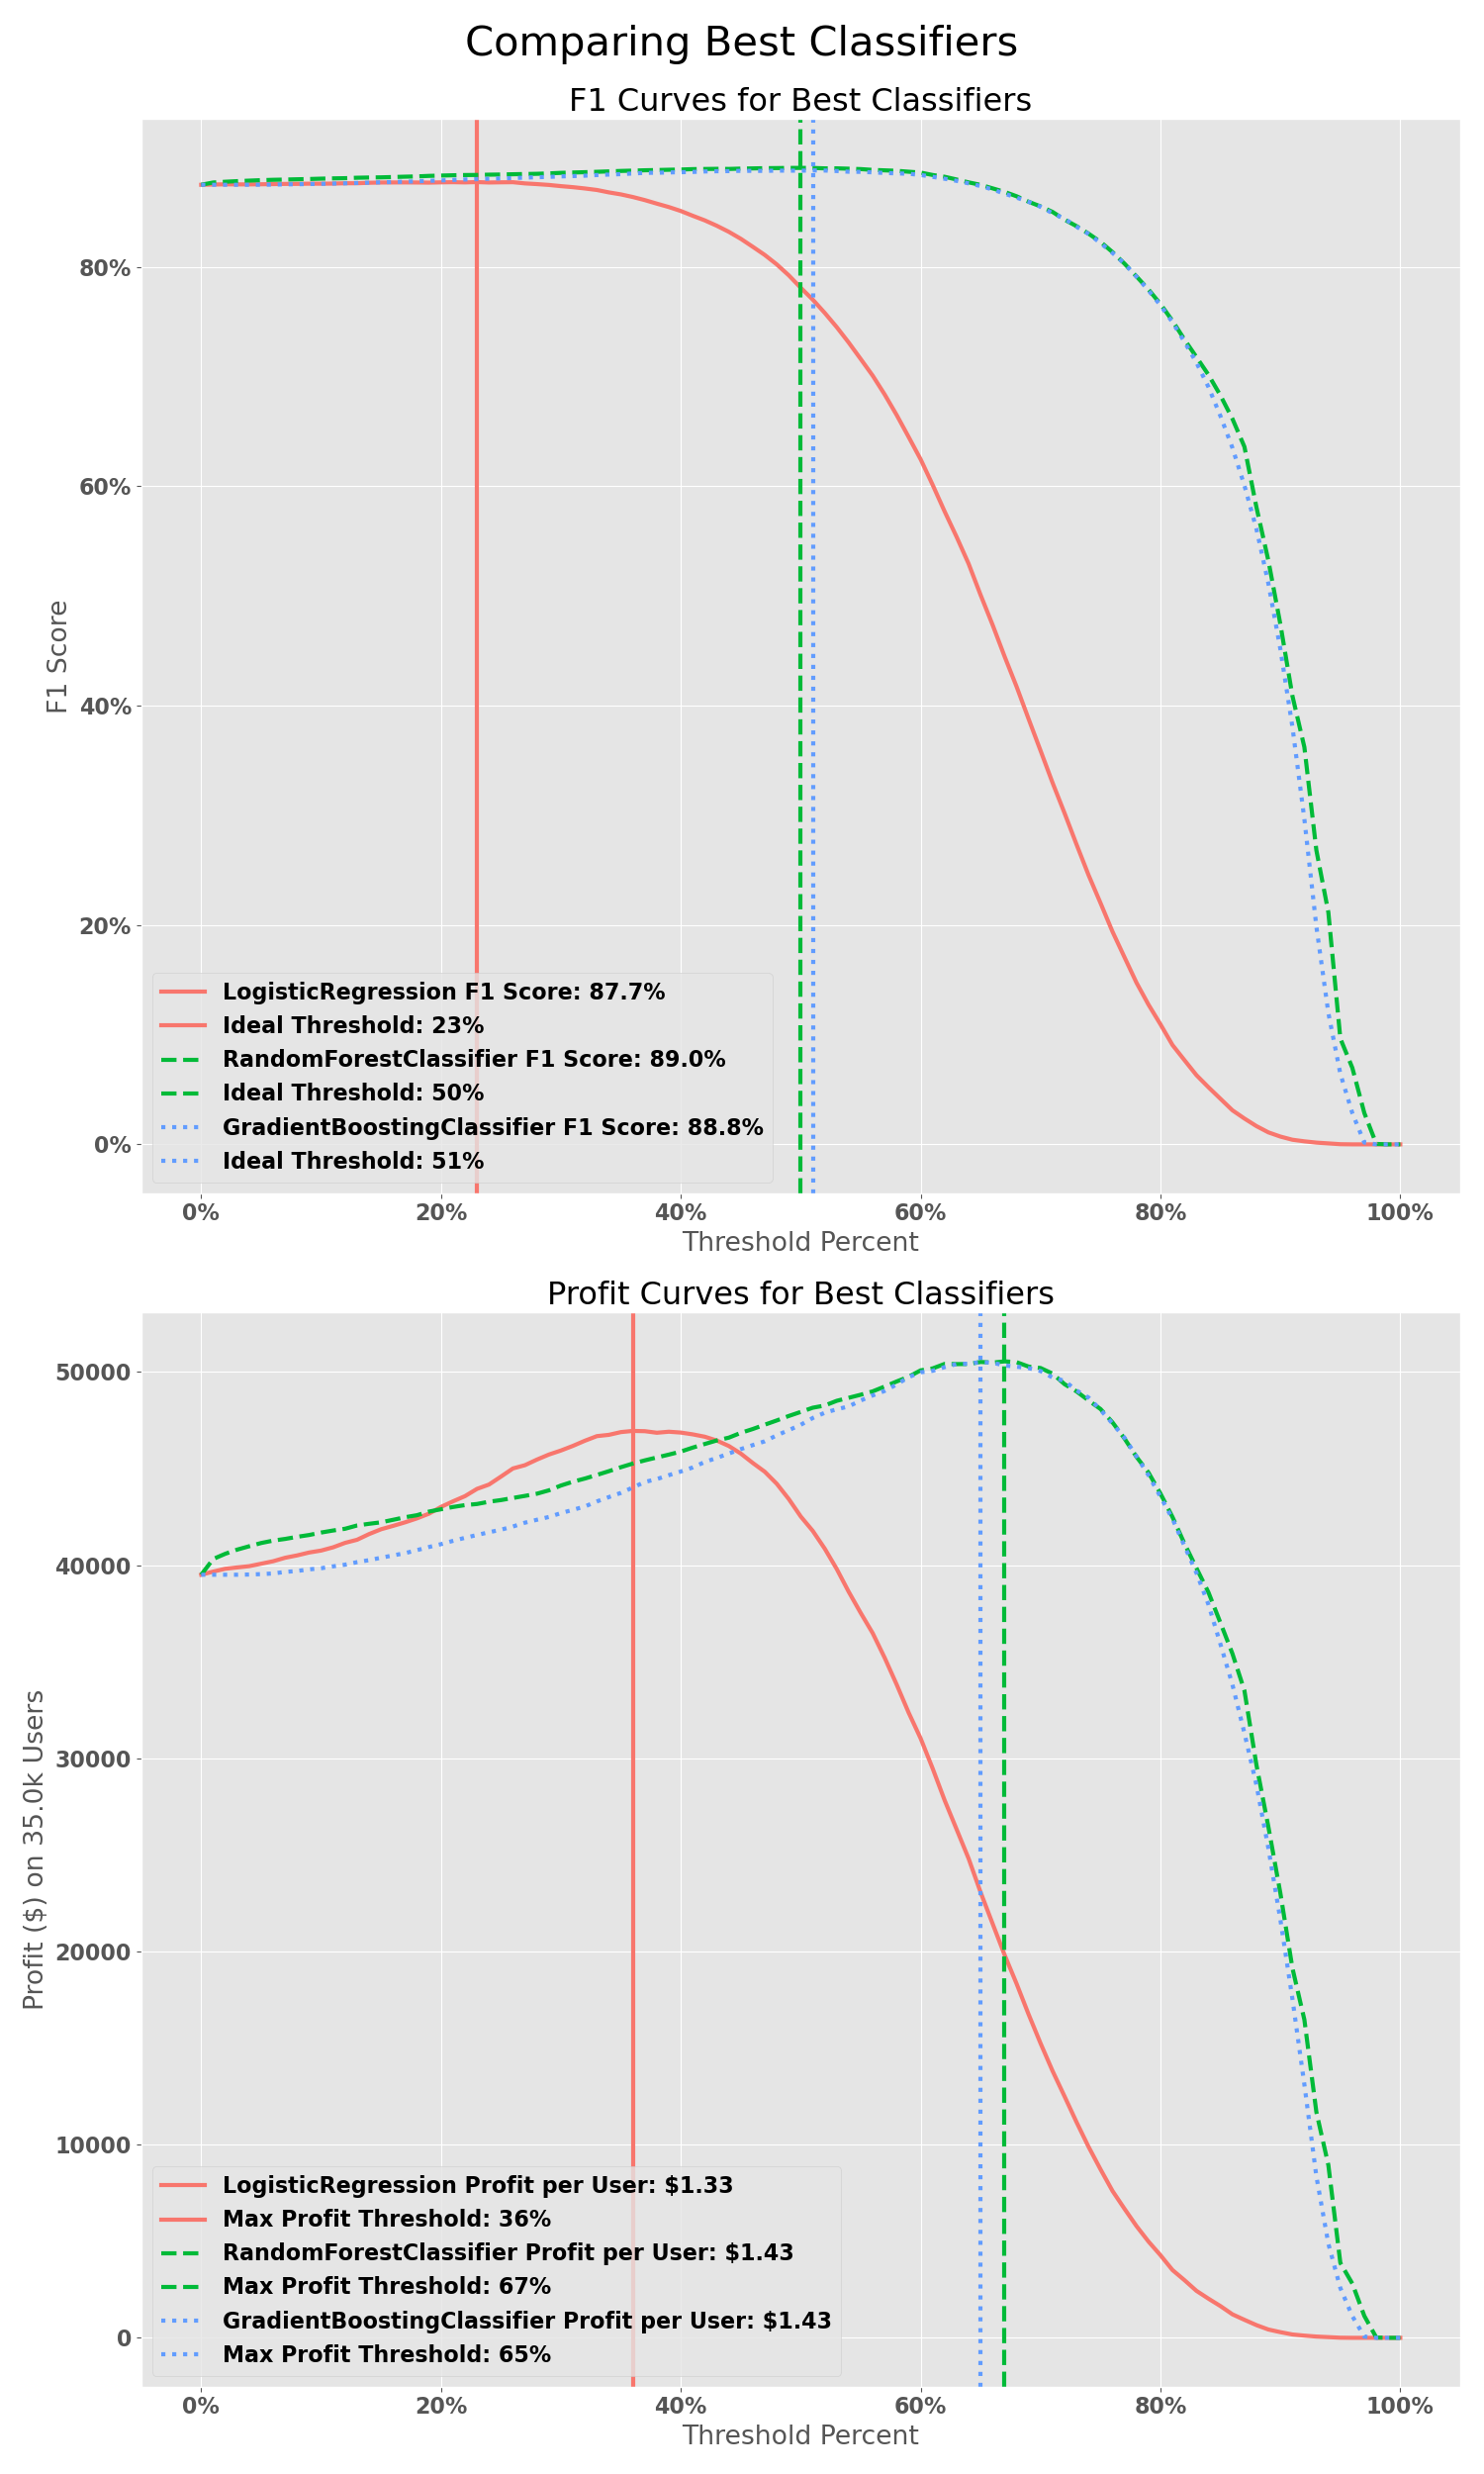 Comparing Best Classifiers
F1 Curves for Best Classifiers
F1 Score
80%
60%
40%
20%
0%
LogisticRegression F1 Score: 87.7%
Ideal Threshold: 23%
RandomForestClassifier F1 Score: 89.0%
Ideal Threshold: 50%
GradientBoostingClassifier F1 Score: 88.8%
Ideal Threshold: 51%
0% 20% 40% 60% 80% 100%
Threshold Percent
Profit Curves for Best Classifiers
Profit ($) on 35.0k Users
50000
40000
30000
20000
10000
0
LogisticRegression Profit per User: $1.33
Max Profit Threshold: 36%
RandomForestClassifier Profit per User: $1.43
Max Profit Threshold: 67%
GradientBoostingClassifier Profit per User: $1.43
Max Profit Threshold: 65%
0% 20% 40% 60% 80% 100%
Threshold Percent